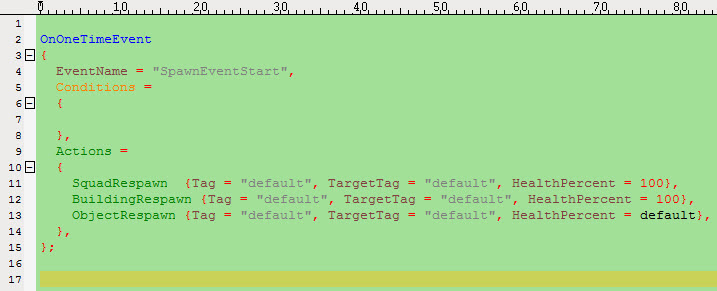 0 10 20 30 40 50 60 70 80
1
2 OnOneTimeEvent
3 {
4 EventName = "SpawnEventStart",
5 Conditions =
6 {
7
8 },
9 Actions =
10 {
11 SquadRespawn {Tag = "default", TargetTag = "default", HealthPercent = 100},
12 BuildingRespawn {Tag = "default", TargetTag = "default", HealthPercent = 100},
13 ObjectRespawn {Tag = "default", TargetTag = "default", HealthPercent = default},
14 },
15 };
16
17